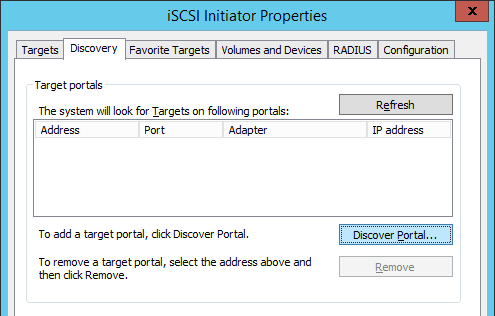 iSCSI Initiator Properties
x
Targets Discovery Favorite Targets Volumes and Devices RADIUS Configuration
Target portals
The system will look for Targets on following portals:
Refresh
Address Port Adapter IP address
To add a target portal, click Discover Portal.
Discover Portal...
To remove a target portal, select the address above and
then click Remove.
Remove